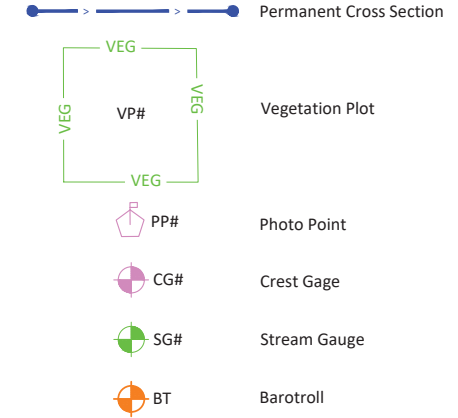 > > Permanent Cross Section
VEG
VEG VP# VEG Vegetation Plot
VEG
PP# Photo Point
CG# Crest Gage
SG# Stream Gauge
BT Barotroll